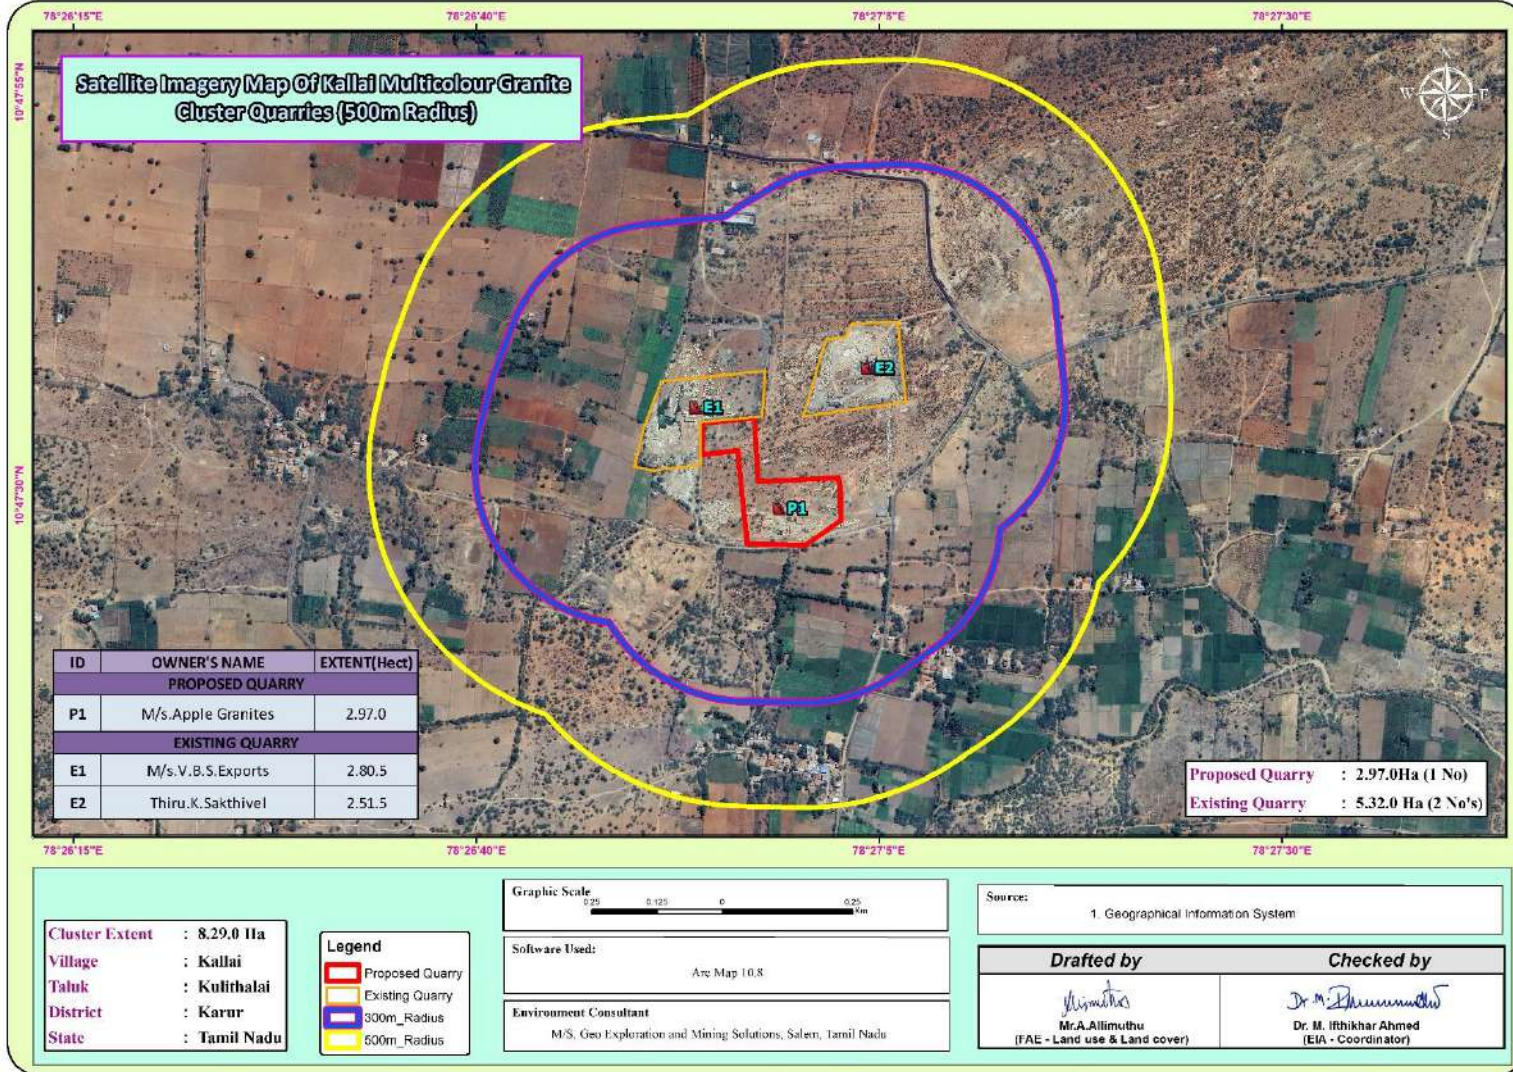 78°26'15"E 78°26'40"E 78°27'5"E 78°27'30"E
10°47'55"N
10°47'30"N
Satellite Imagery Map Of Kallai Multicolour Granite
Cluster Quarries (500m Radius)
N
W E
S
E2
E1
P1
ID OWNER'S NAME EXTENT(Hect)
PROPOSED QUARRY
P1 M/s.Apple Granites 2.97.0
EXISTING QUARRY
E1 M/s.V.B.S.Exports 2.80.5
E2 Thiru.K.Sakthivel 2.51.5
Proposed Quarry : 2.97.0Ha (1 No)
Existing Quarry : 5.32.0 Ha (2 No's)
78°26'15"E 78°26'40"E 78°27'5"E 78°27'30"E
Cluster Extent : 8.29.0 Ha
Village : Kallai
Taluk : Kulithalai
District : Karur
State : Tamil Nadu
Legend
Proposed Quarry
Existing Quarry
300m_Radius
500m_Radius
Graphic Scale
0.25 0.125 0 0.25
Km
Software Used:
Arc Map 10.8
Environment Consultant
M/S. Geo Exploration and Mining Solutions, Salem, Tamil Nadu
Source:
1. Geographical Information System
Drafted by
Mr.A.Allimuthu
(FAE - Land use & Land cover)
Checked by
Dr. M. Ifthikhar Ahmed
(EIA - Coordinator)